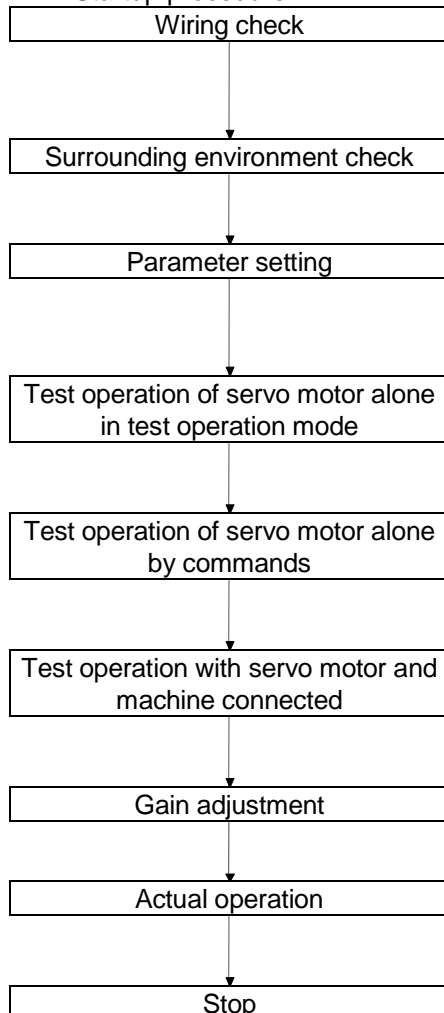 Wiring check
Surrounding environment check
Parameter setting
Test operation of servo motor alone
in test operation mode
Test operation of servo motor alone
by commands
Test operation with servo motor and
machine connected
Gain adjustment
Actual operation
Stop